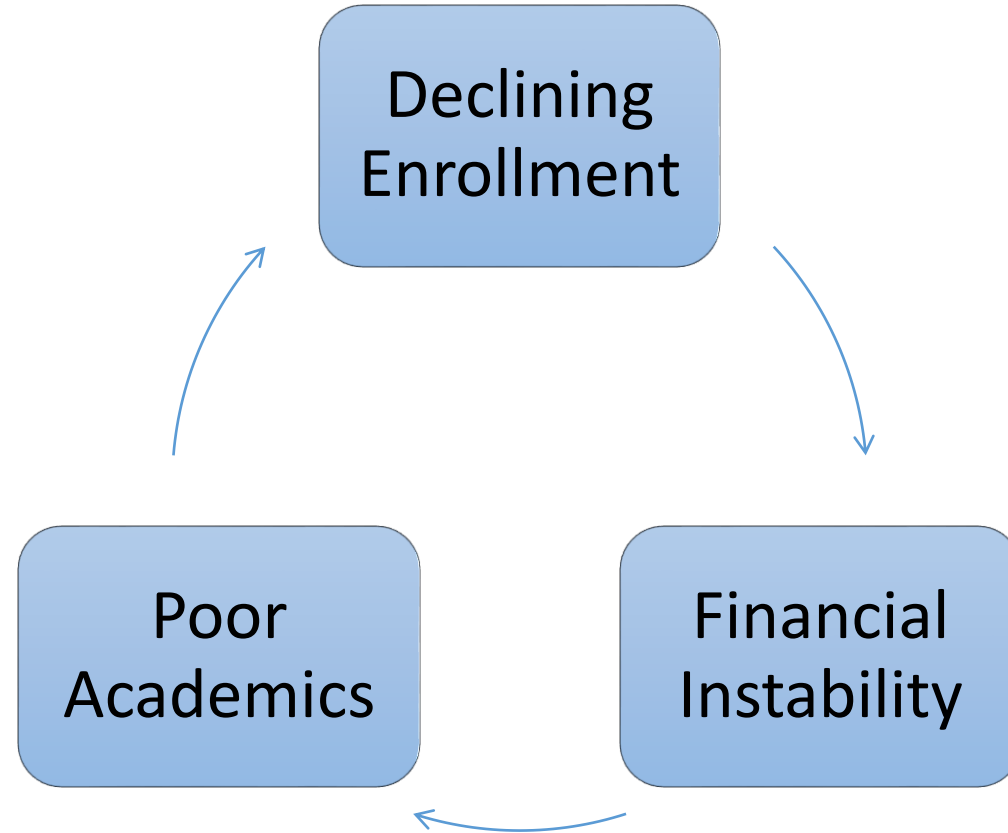 Declining
Enrollment
Poor
Academics
Financial
Instability